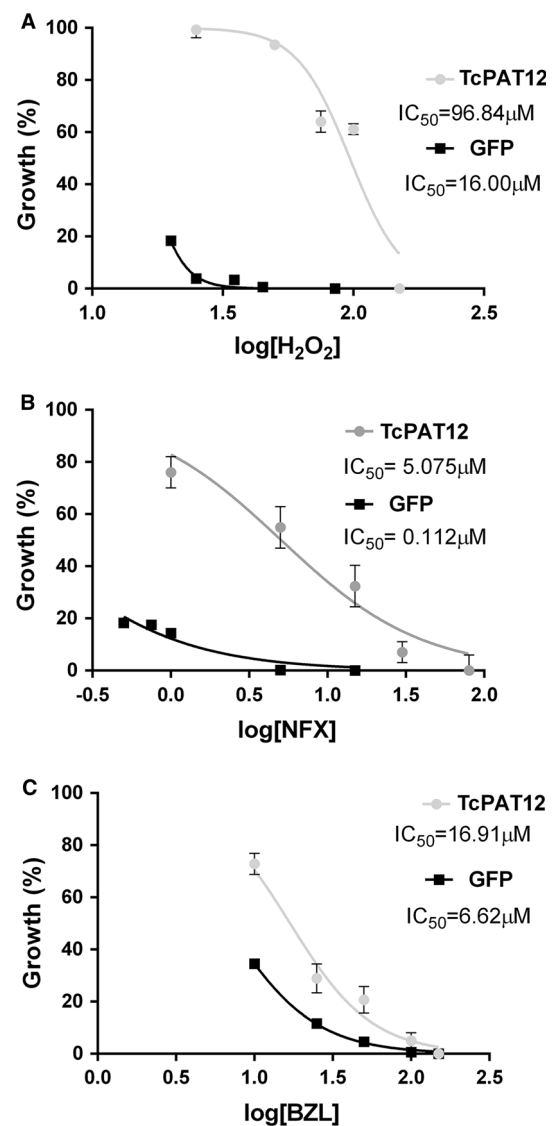 A
100
80
60
40
20
0
Growth (%)
1.0 1.5 2.0 2.5
log[H₂O₂]
TcPAT12
IC₅₀=96.84μM
GFP
IC₅₀=16.00μM
B
100
80
60
40
20
0
Growth (%)
-0.5 0.0 0.5 1.0 1.5 2.0
log[NFX]
TcPAT12
IC₅₀= 5.075μM
GFP
IC₅₀= 0.112μM
C
100
80
60
40
20
0
Growth (%)
0.0 0.5 1.0 1.5 2.0 2.5
log[BZL]
TcPAT12
IC₅₀=16.91μM
GFP
IC₅₀=6.62μM